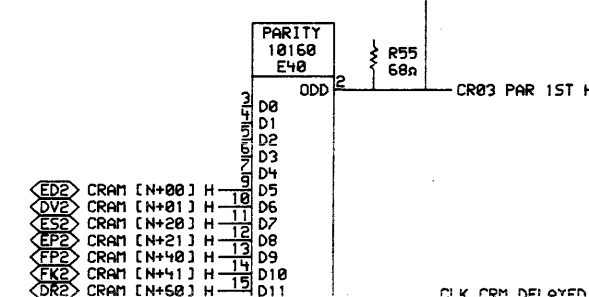 PARITY
10160
E40
R55
68Ω
ODD 2 CR03 PAR 1ST H
3 D0
4 D1
5 D2
6 D3
7 D4
ED2 CRAM [N+00] H 9 D5
DV2 CRAM [N+01] H 10 D6
ES2 CRAM [N+20] H 11 D7
EP2 CRAM [N+21] H 12 D8
FP2 CRAM [N+40] H 13 D9
FK2 CRAM [N+41] H 14 D10
DR2 CRAM [N+60] H 15 D11
CLK CRM DELAYED